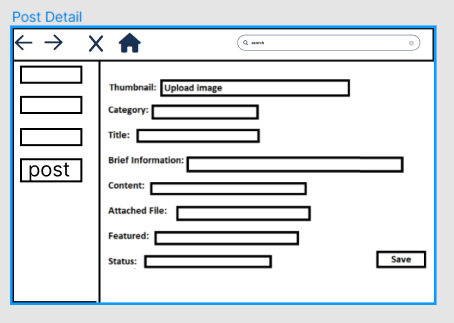 Post Detail
search
post
Thumbnail: Upload image
Category:
Title:
Brief Information:
Content:
Attached File:
Featured:
Status:
Save